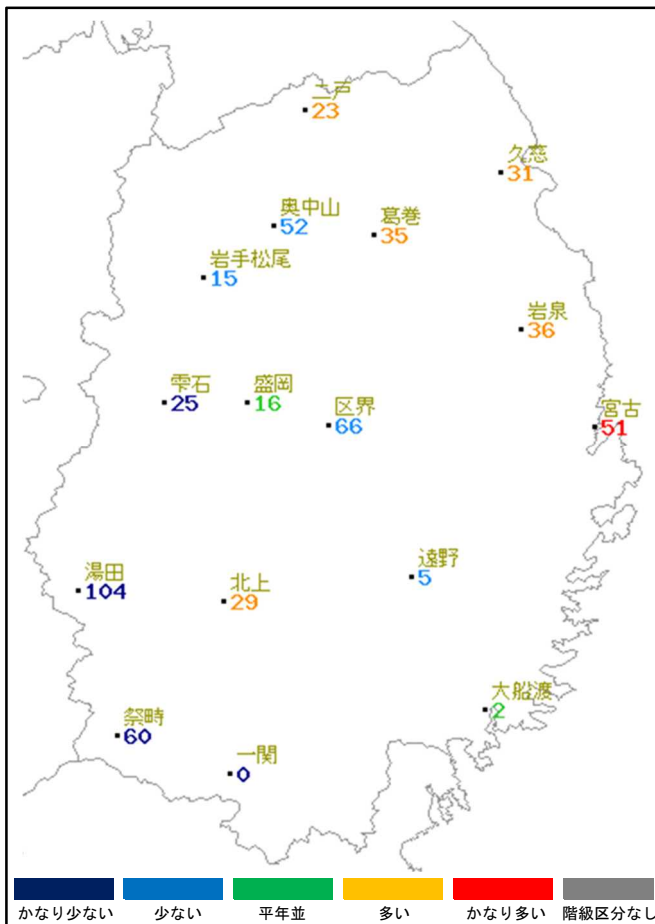 二戸
23
久慈
31
奥中山
52
葛巻
35
岩手松尾
15
岩泉
36
雫石
25
盛岡
16
区界
66
宮古
51
湯田
104
北上
29
遠野
5
大船渡
2
祭畤
60
一関
0
かなり少ない
少ない
平年並
多い
かなり多い
階級区分なし